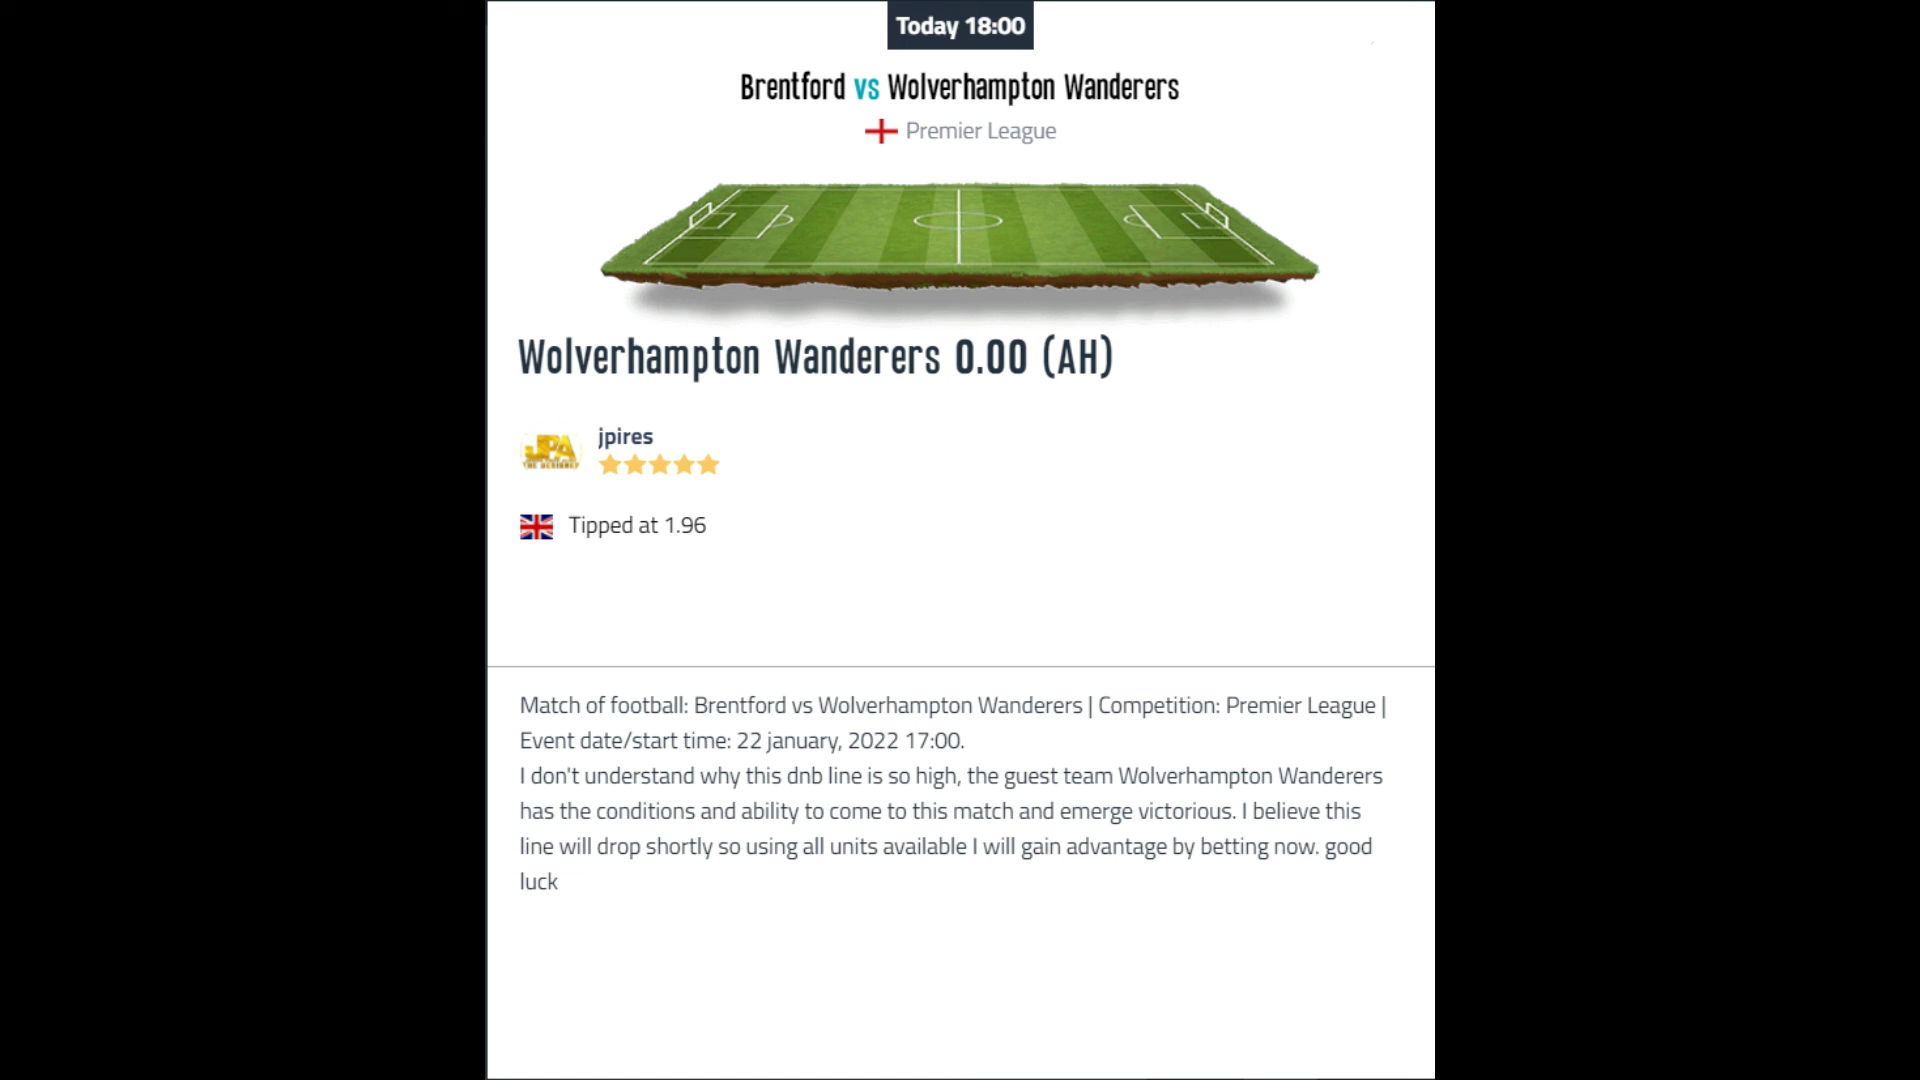 Today 18:00
Brentford vs Wolverhampton Wanderers
Premier League
Wolverhampton Wanderers 0.00 (AH)
JPA
jpires
Tipped at 1.96
Match of football: Brentford vs Wolverhampton Wanderers | Competition: Premier League |
Event date/start time: 22 january, 2022 17:00.
I don't understand why this dnb line is so high, the guest team Wolverhampton Wanderers
has the conditions and ability to come to this match and emerge victorious. I believe this
line will drop shortly so using all units available I will gain advantage by betting now. good
luck